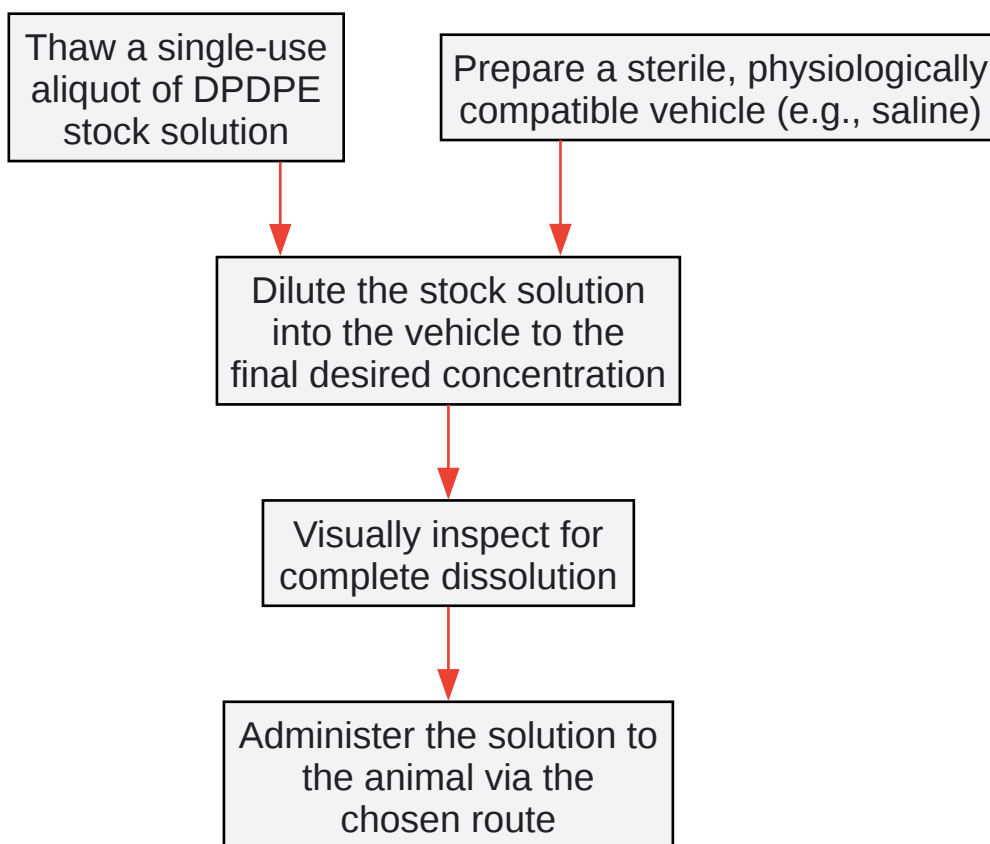 Thaw a single-use
aliquot of DPDPE
stock solution
Prepare a sterile, physiologically
compatible vehicle (e.g., saline)
Dilute the stock solution
into the vehicle to the
final desired concentration
Visually inspect for
complete dissolution
Administer the solution to
the animal via the
chosen route